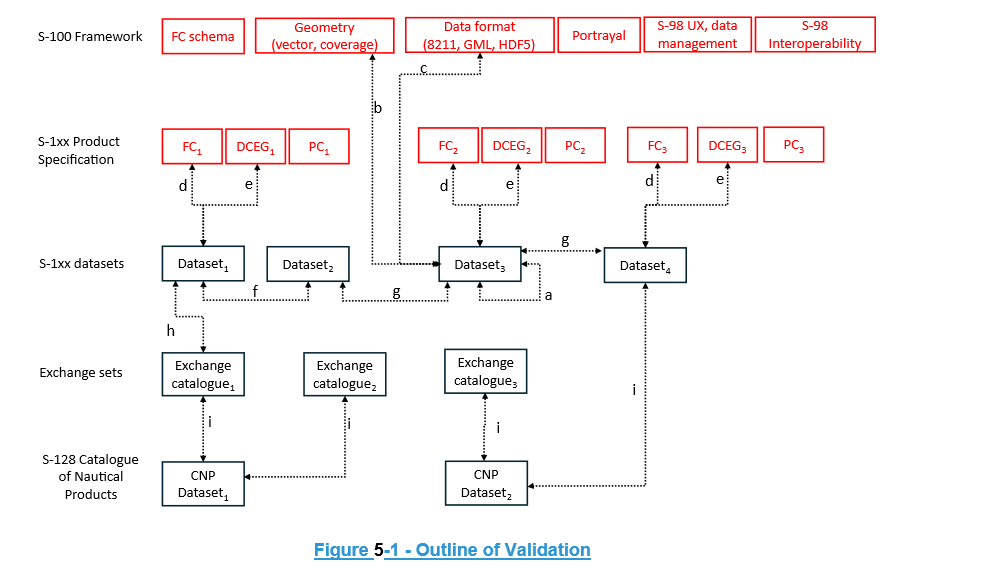 S-100 Framework
FC schema
Geometry
(vector, coverage)
Data format
(8211, GML, HDF5)
Portrayal
S-98 UX, data
management
S-98
Interoperability
c
b
S-1xx Product
Specification
FC1
DCEG1
PC1
FC2
DCEG2
PC2
FC3
DCEG3
PC3
d
e
d
e
d
e
g
S-1xx datasets
Dataset1
Dataset2
Dataset3
Dataset4
f
g
a
h
Exchange sets
Exchange
catalogue1
Exchange
catalogue2
Exchange
catalogue3
i
i
i
i
S-128 Catalogue
of Nautical
Products
CNP
Dataset1
CNP
Dataset2
Figure 5-1 - Outline of Validation